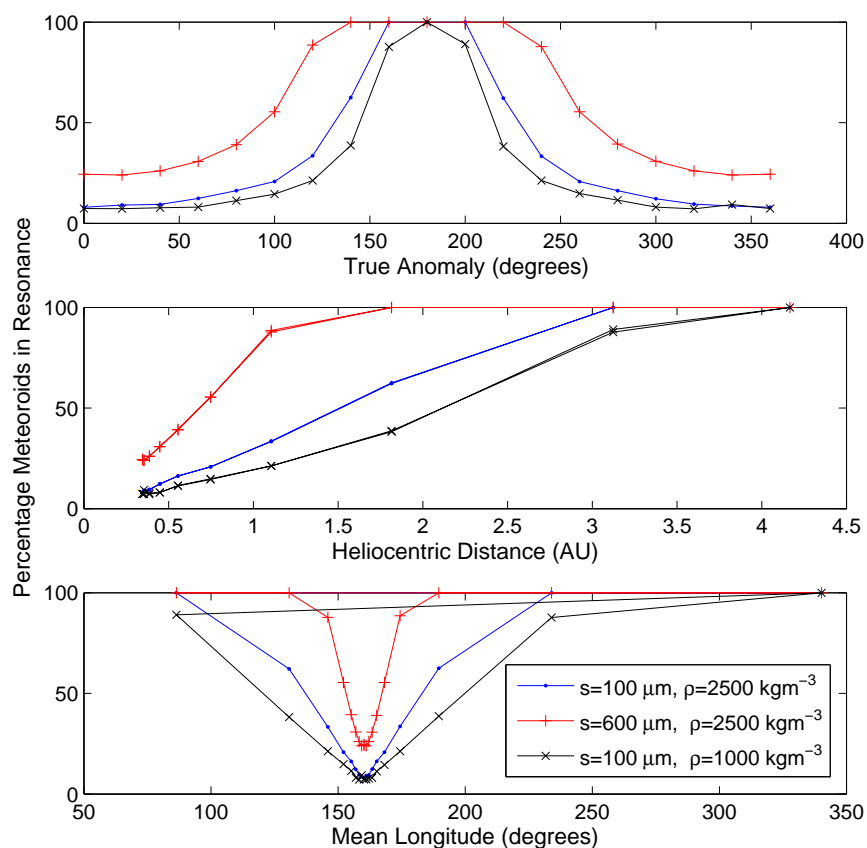 100
50
0
0 50 100 150 200 250 300 350 400
True Anomaly (degrees)
Percentage Meteoroids in Resonance
100
50
0
0 0.5 1 1.5 2 2.5 3 3.5 4 4.5
Heliocentric Distance (AU)
100
50
0
50 100 150 200 250 300 350
Mean Longitude (degrees)
s=100 μm, ρ=2500 kgm⁻³
s=600 μm, ρ=2500 kgm⁻³
s=100 μm, ρ=1000 kgm⁻³